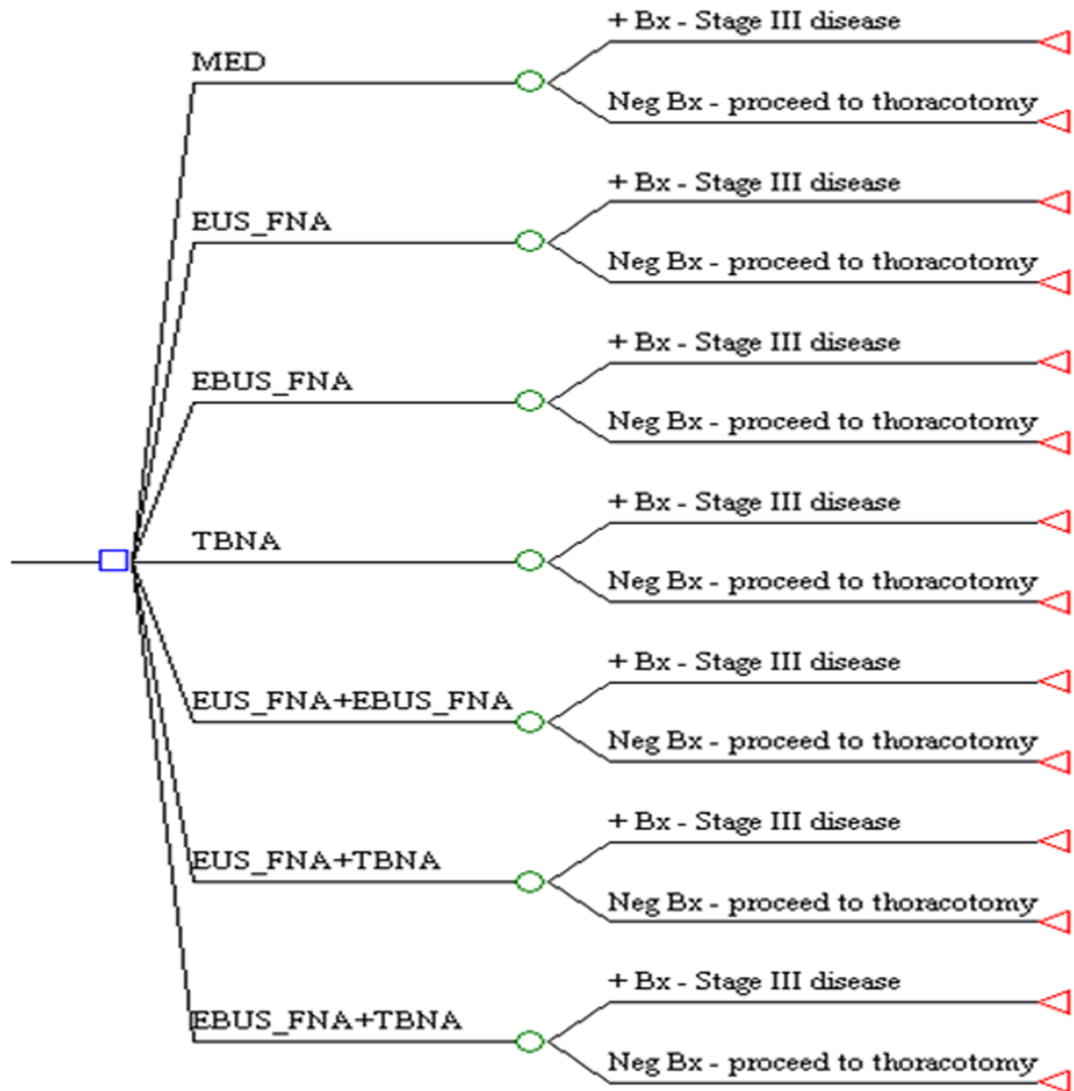 + Bx - Stage III disease
MED
Neg Bx - proceed to thoracotomy
+ Bx - Stage III disease
EUS_FNA
Neg Bx - proceed to thoracotomy
+ Bx - Stage III disease
EBUS_FNA
Neg Bx - proceed to thoracotomy
+ Bx - Stage III disease
TBNA
Neg Bx - proceed to thoracotomy
+ Bx - Stage III disease
EUS_FNA+EBUS_FNA
Neg Bx - proceed to thoracotomy
+ Bx - Stage III disease
EUS_FNA+TBNA
Neg Bx - proceed to thoracotomy
+ Bx - Stage III disease
EBUS_FNA+TBNA
Neg Bx - proceed to thoracotomy